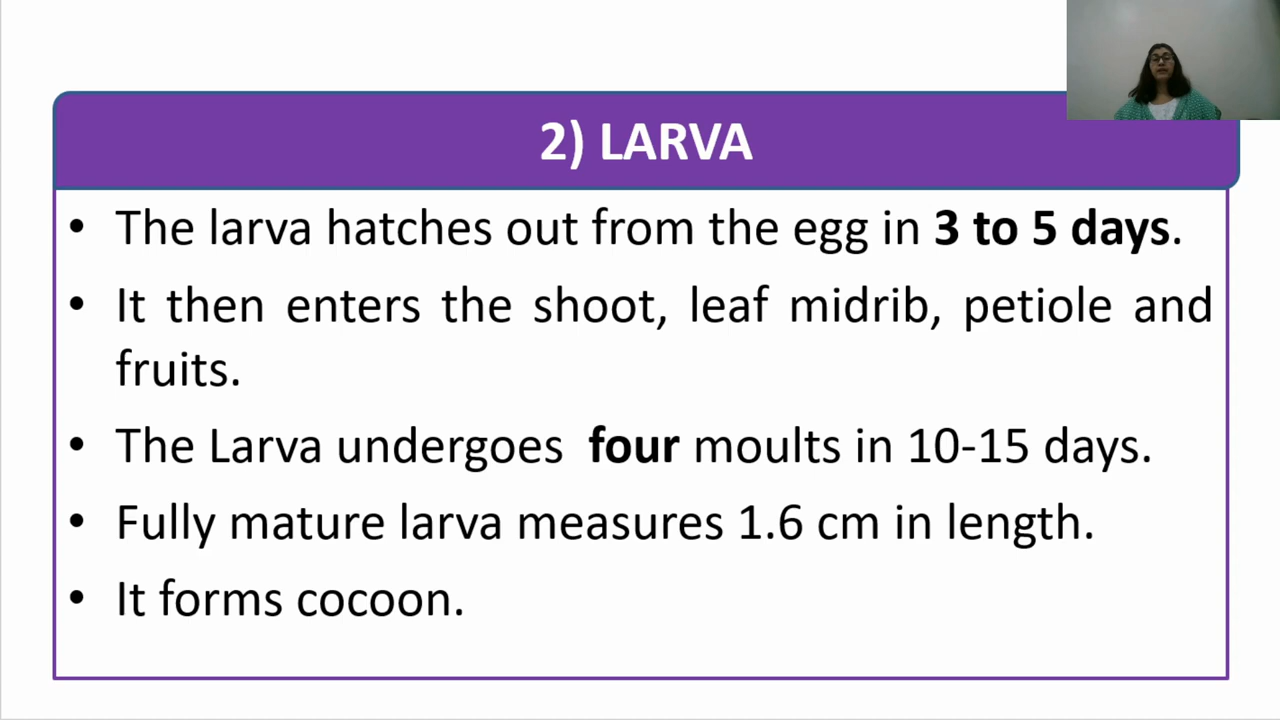 2) LARVA
• The larva hatches out from the egg in 3 to 5 days.
• It then enters the shoot, leaf midrib, petiole and
fruits.
• The Larva undergoes four moults in 10-15 days.
• Fully mature larva measures 1.6 cm in length.
• It forms cocoon.